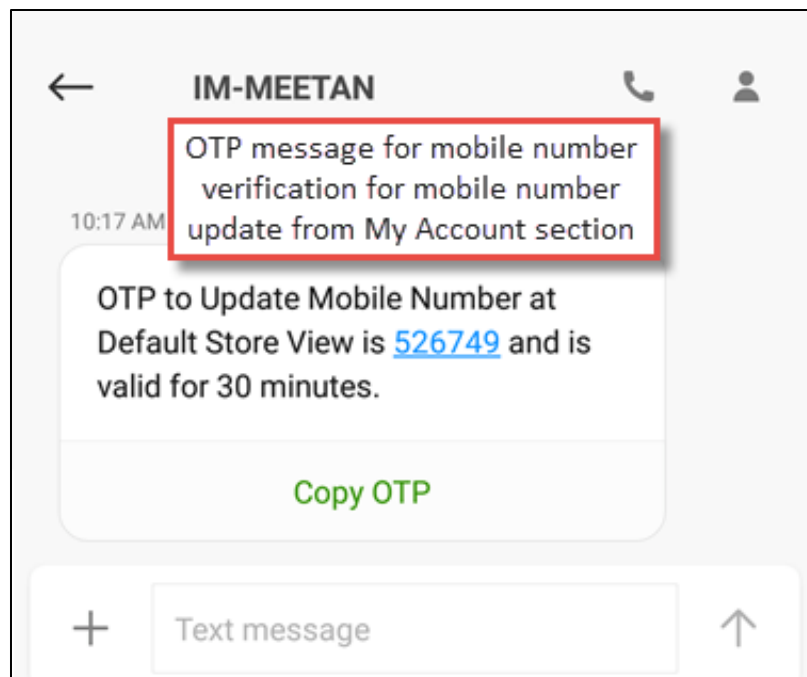 IM-MEETAN
OTP message for mobile number
verification for mobile number
update from My Account section
10:17 AM
OTP to Update Mobile Number at
Default Store View is 526749 and is
valid for 30 minutes.
Copy OTP
Text message